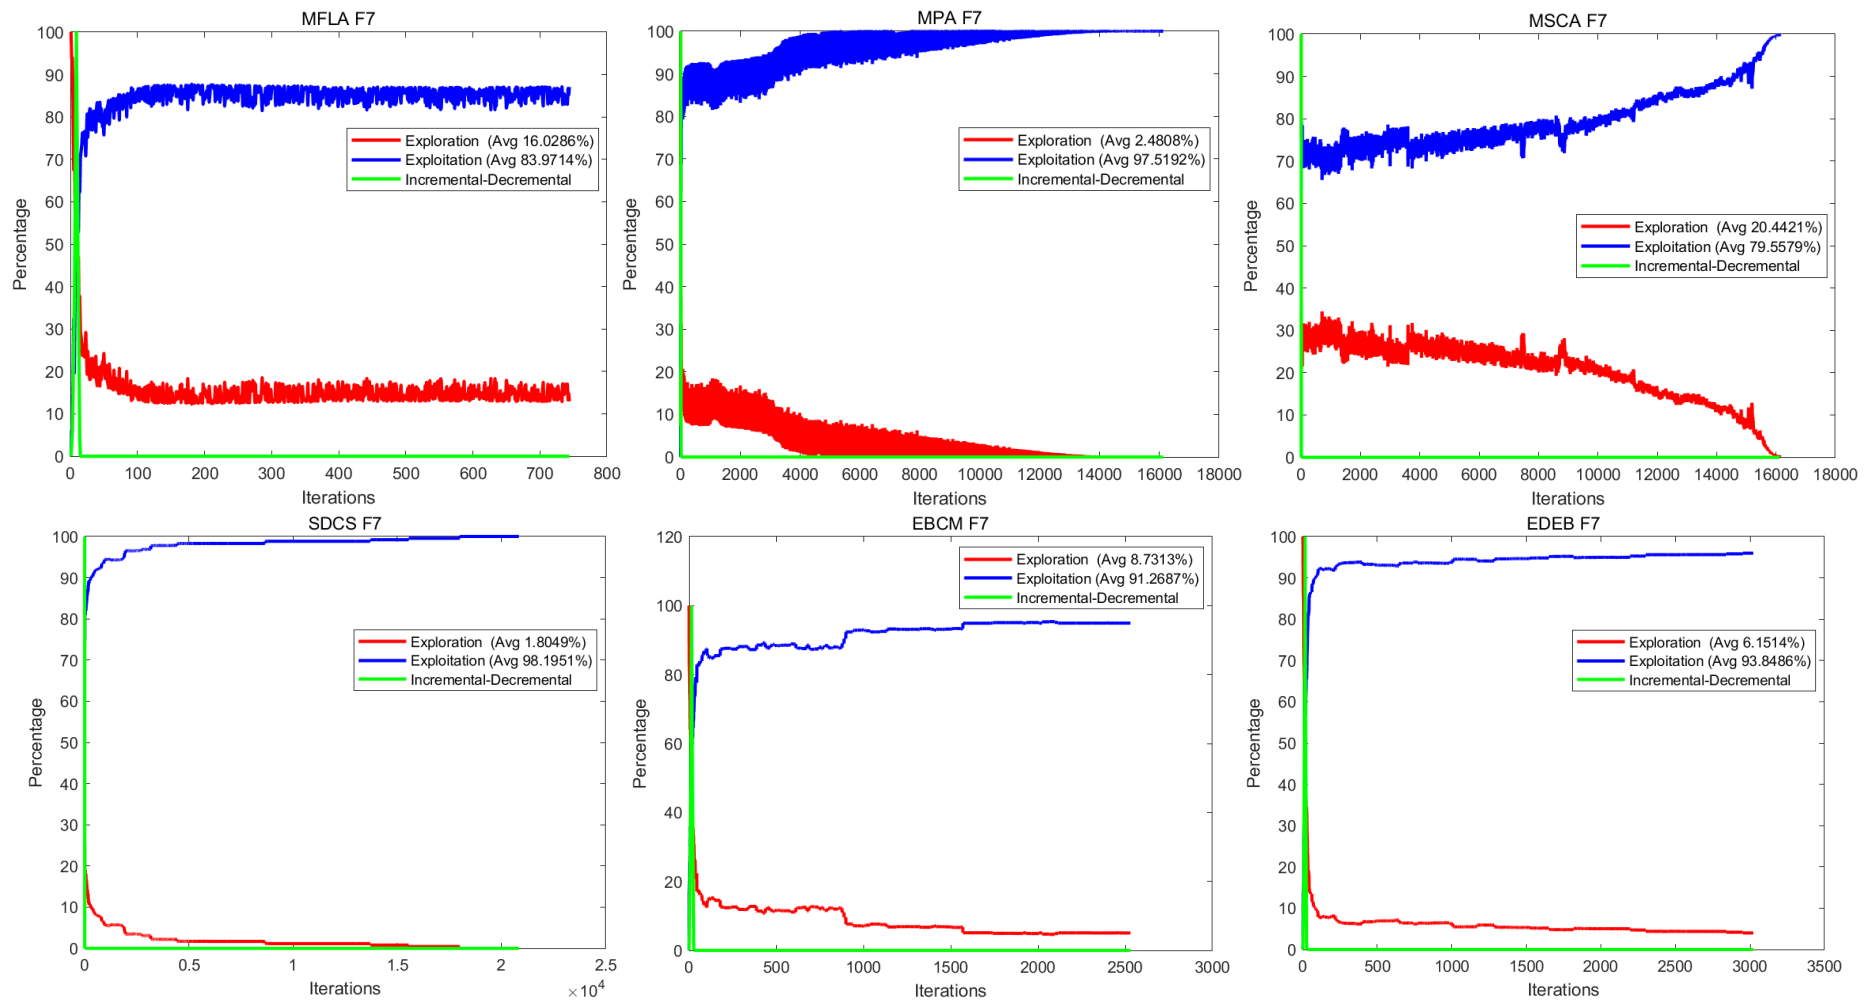 MFLA F7
100
90
80
70
60
50
40
30
20
10
0
Percentage
Exploration (Avg 16.0286%)
Exploitation (Avg 83.9714%)
Incremental-Decremental
0 100 200 300 400 500 600 700 800
Iterations
MPA F7
100
90
80
70
60
50
40
30
20
10
0
Percentage
Exploration (Avg 2.4808%)
Exploitation (Avg 97.5192%)
Incremental-Decremental
0 2000 4000 6000 8000 10000 12000 14000 16000 18000
Iterations
MSCA F7
100
90
80
70
60
50
40
30
20
10
0
Percentage
Exploration (Avg 20.4421%)
Exploitation (Avg 79.5579%)
Incremental-Decremental
0 2000 4000 6000 8000 10000 12000 14000 16000 18000
Iterations
SDCS F7
100
90
80
70
60
50
40
30
20
10
0
Percentage
Exploration (Avg 1.8049%)
Exploitation (Avg 98.1951%)
Incremental-Decremental
0 0.5 1 1.5 2 2.5
Iterations
×10⁴
EBCM F7
120
100
80
60
40
20
0
Percentage
Exploration (Avg 8.7313%)
Exploitation (Avg 91.2687%)
Incremental-Decremental
0 500 1000 1500 2000 2500 3000
Iterations
EDEB F7
100
90
80
70
60
50
40
30
20
10
0
Percentage
Exploration (Avg 6.1514%)
Exploitation (Avg 93.8486%)
Incremental-Decremental
0 500 1000 1500 2000 2500 3000 3500
Iterations